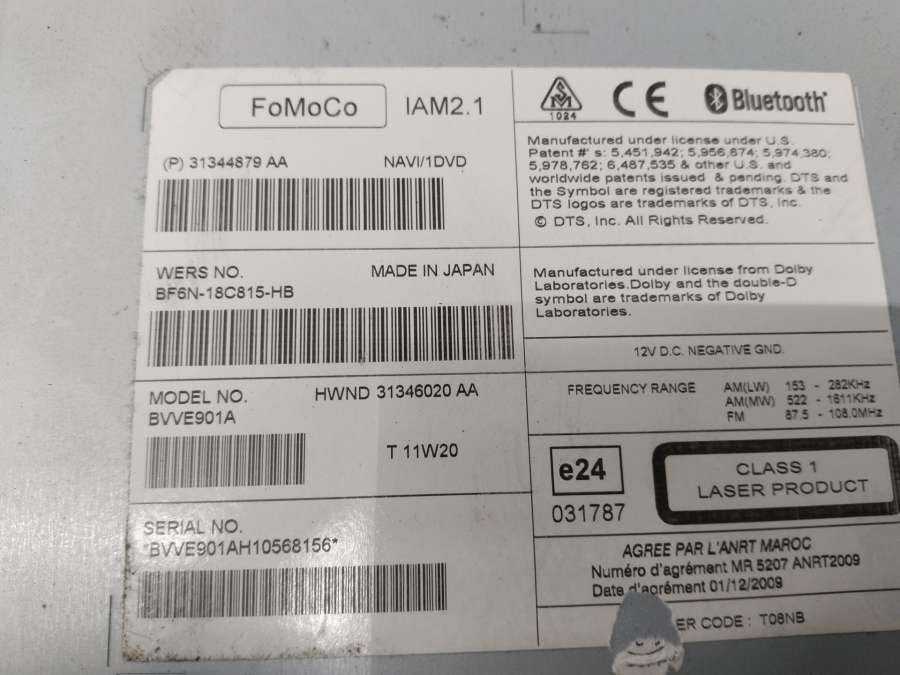 FoMoCo IAM2.1
(P) 31344879 AA NAVI/1DVD
WERS NO. MADE IN JAPAN
BF6N-18C815-HB
MODEL NO. HWND 31346020 AA
BVVE901A
T 11W20
SERIAL NO.
*BVVE901AH10568156*
SM
1024
CE
Bluetooth
Manufactured under license under U.S.
Patent #' s: 5,451,942; 5,956,674; 5,974,380;
5,978,762; 6,487,535 & other U.S. and
worldwide patents issued & pending. DTS and
the Symbol are registered trademarks & the
DTS logos are trademarks of DTS, Inc.
© DTS, Inc. All Rights Reserved.
Manufactured under license from Dolby
Laboratories.Dolby and the double-D
symbol are trademarks of Dolby
Laboratories.
12V D.C. NEGATIVE GND.
FREQUENCY RANGE AM(LW) 153 - 282KHz
AM(MW) 522 - 1611KHz
FM 87.5 - 108.0MHz
e24
031787
CLASS 1
LASER PRODUCT
AGREE PAR L'ANRT MAROC
Numéro d'agrément MR 5207 ANRT2009
Date d'agrément 01/12/2009
ER CODE : T08NB